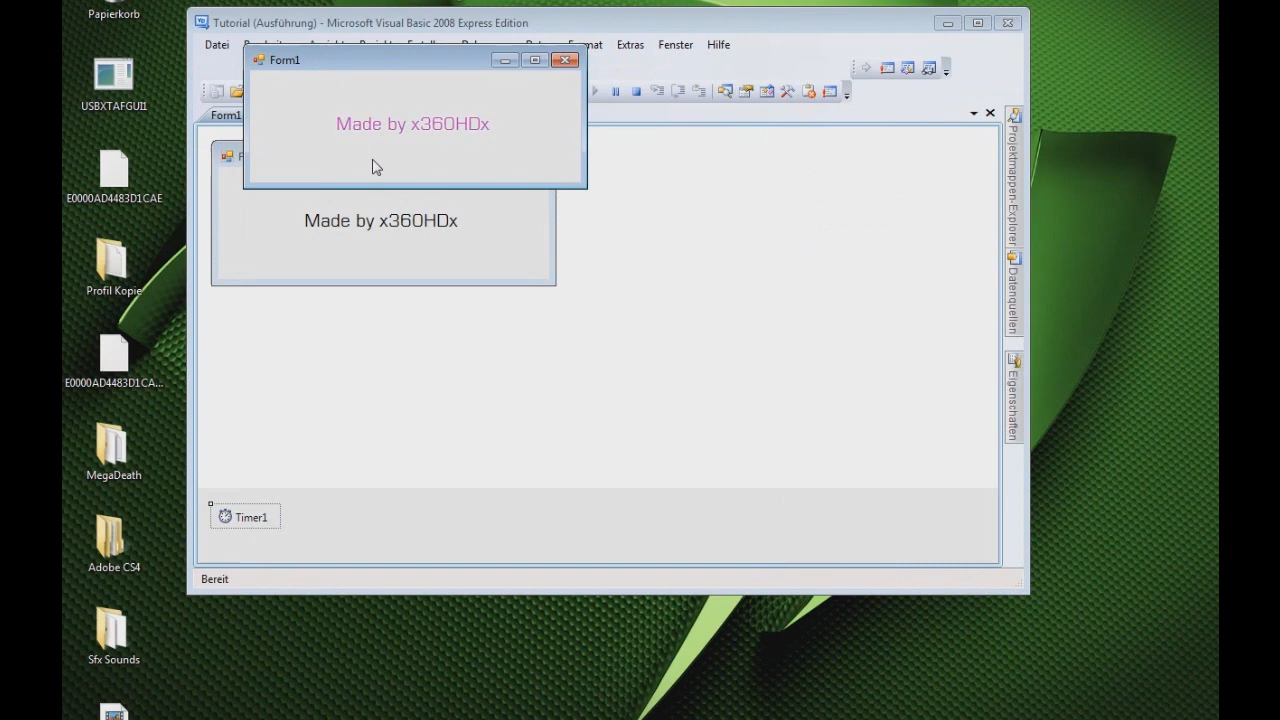 Papierkorb
USBXTAFGUI1
E0000AD4483D1CAE
Profil Kopie
E0000AD4483D1CA...
MegaDeath
Adobe CS4
Sfx Sounds
Tutorial (Ausführung) - Microsoft Visual Basic 2008 Express Edition
Datei
Extras Fenster Hilfe
Form1
Made by x360HDx
Form1
Made by x360HDx
Timer1
Bereit
Projektmappen-Explorer
Datenquellen
Eigenschaften